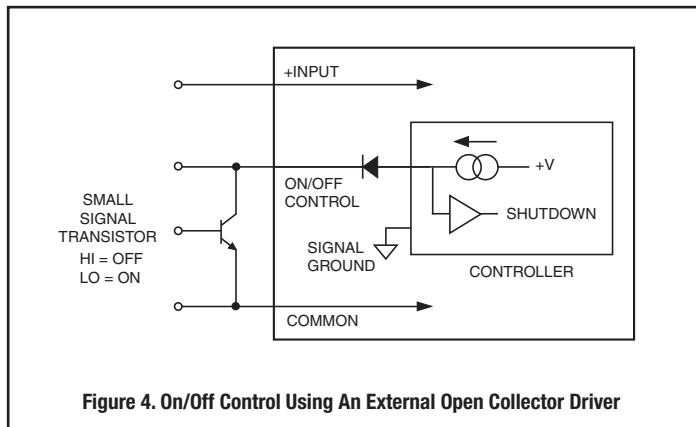 +INPUT
+V
ON/OFF
CONTROL
SMALL
SIGNAL
TRANSISTOR
HI = OFF
LO = ON
SHUTDOWN
SIGNAL
GROUND
CONTROLLER
COMMON
Figure 4. On/Off Control Using An External Open Collector Driver